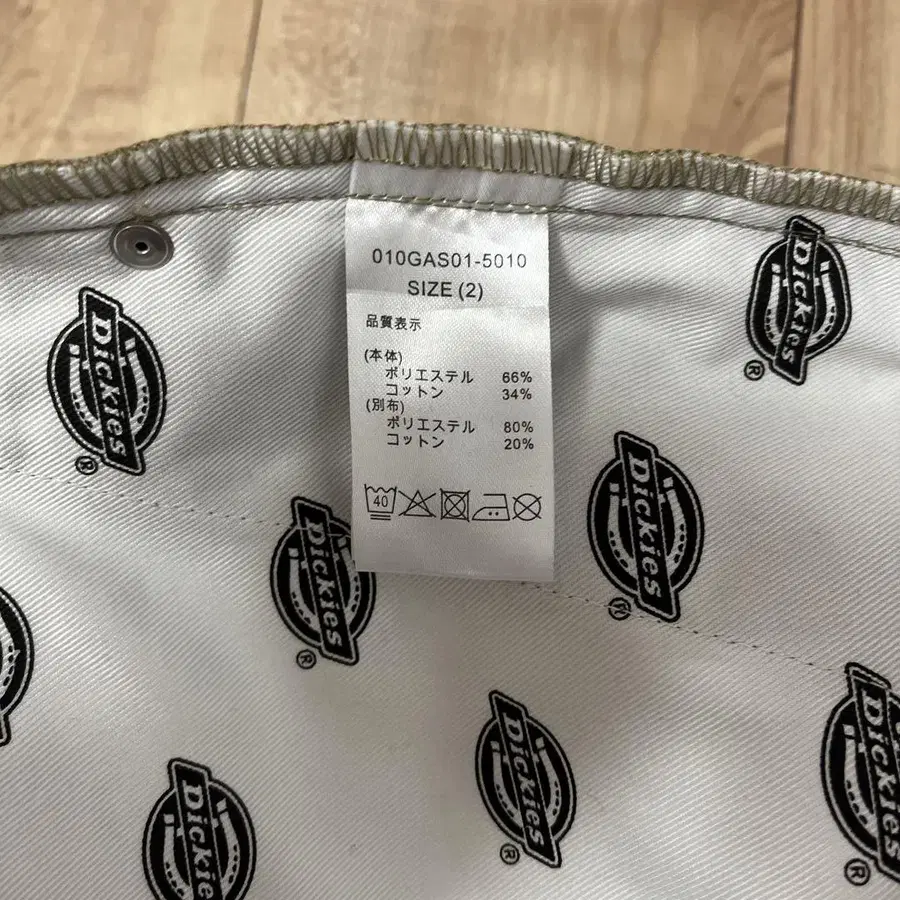 010GAS01-5010
SIZE (2)
品質表示
(本体)
ポリエステル 66%
コットン 34%
(別布)
ポリエステル 80%
コットン 20%
40
Dickies
®
Dickies
®
Dickies
®
Dickies
®
Dickies
®
Dickies
®
Dickies